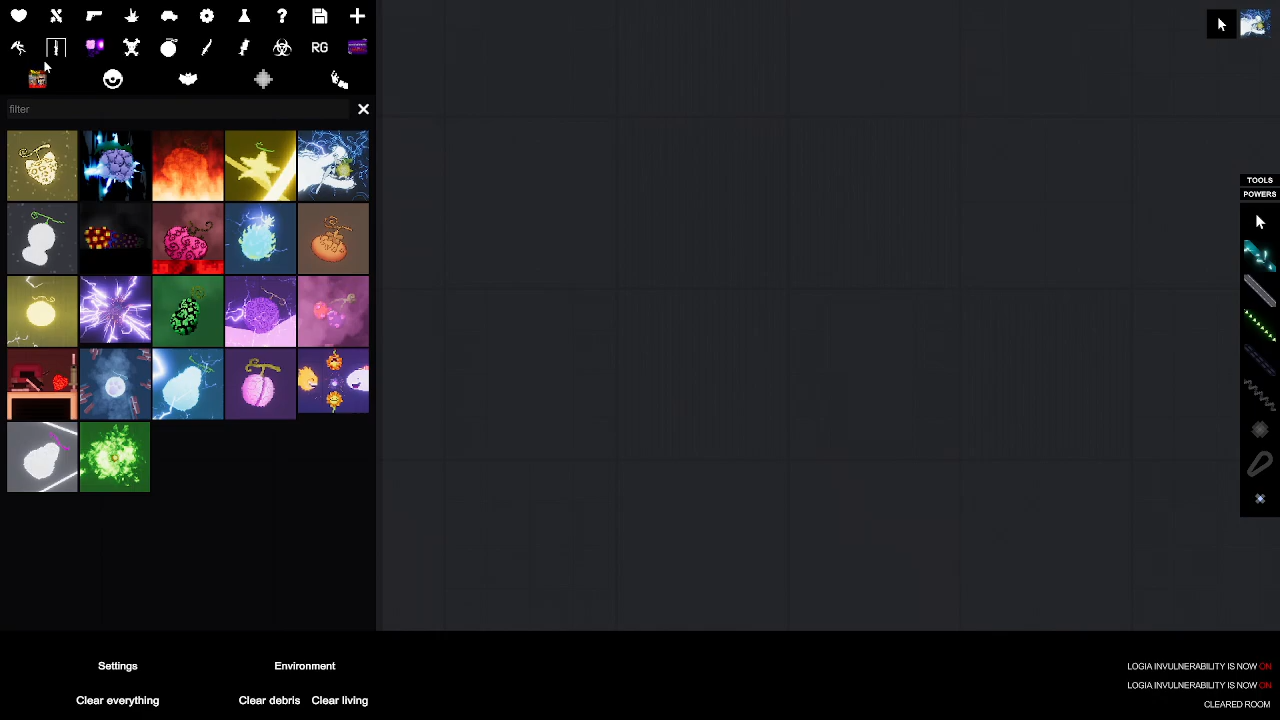 RG
filter
TOOLS
POWERS
Settings
Environment
Clear everything
Clear debris
Clear living
LOGIA INVULNERABILITY IS NOW ON
LOGIA INVULNERABILITY IS NOW ON
CLEARED ROOM